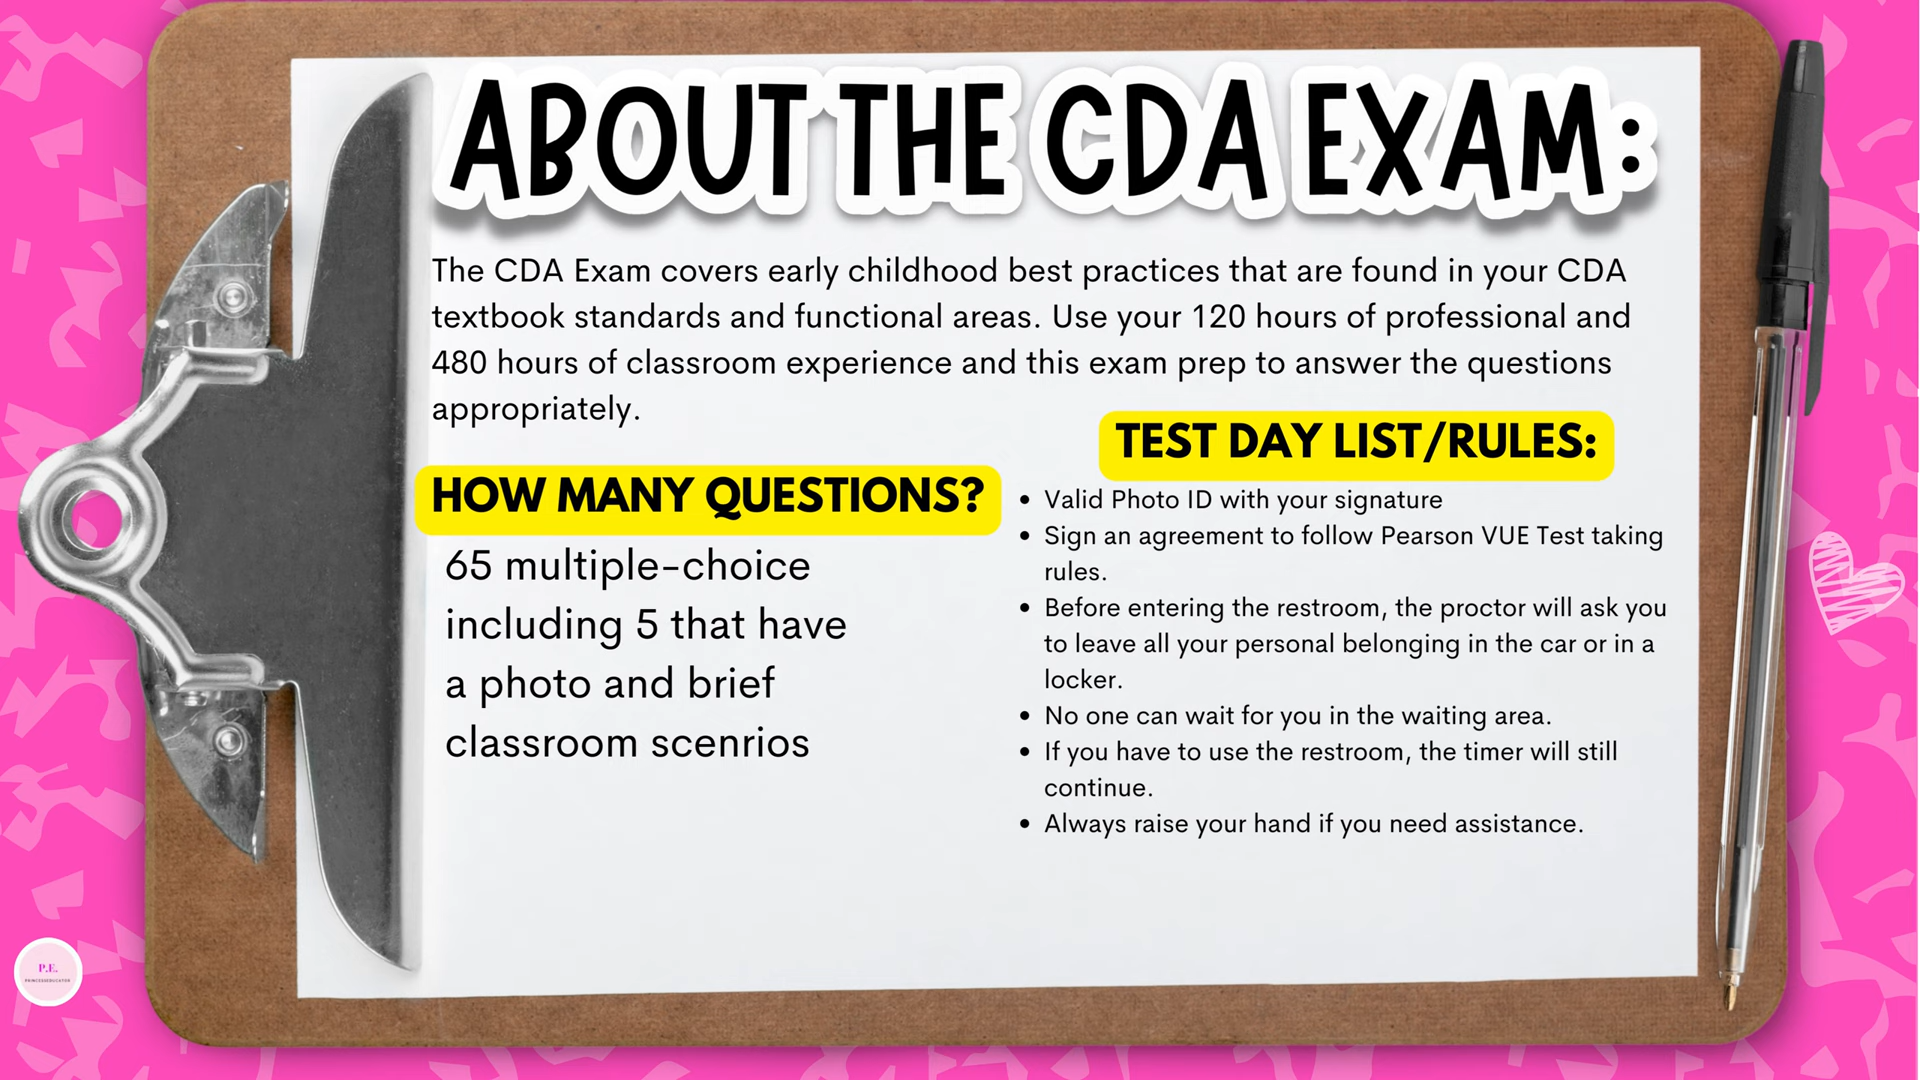 ABOUT THE CDA EXAM:
The CDA Exam covers early childhood best practices that are found in your CDA
textbook standards and functional areas. Use your 120 hours of professional and
480 hours of classroom experience and this exam prep to answer the questions
appropriately.
HOW MANY QUESTIONS?
65 multiple-choice
including 5 that have
a photo and brief
classroom scenrios
TEST DAY LIST/RULES:
• Valid Photo ID with your signature
• Sign an agreement to follow Pearson VUE Test taking
rules.
• Before entering the restroom, the proctor will ask you
to leave all your personal belonging in the car or in a
locker.
• No one can wait for you in the waiting area.
• If you have to use the restroom, the timer will still
continue.
• Always raise your hand if you need assistance.
P.E.
PRINCESSEDUCATOR